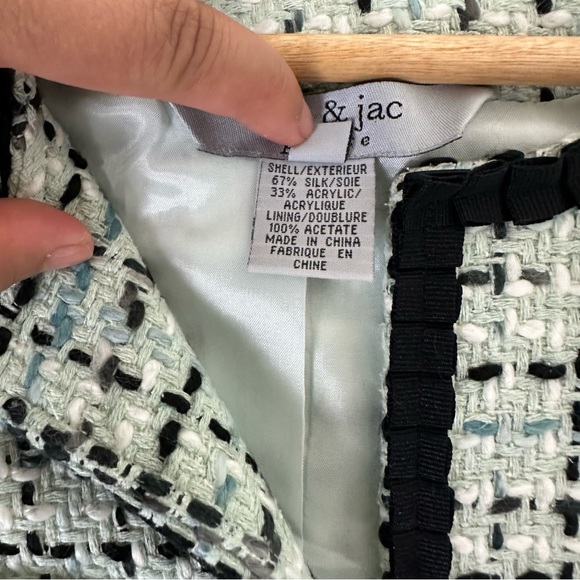 & jac
e
SHELL/EXTERIEUR
67% SILK/SOIE
33% ACRYLIC/
ACRYLIQUE
LINING/DOUBLURE
100% ACETATE
MADE IN CHINA
FABRIQUE EN
CHINE